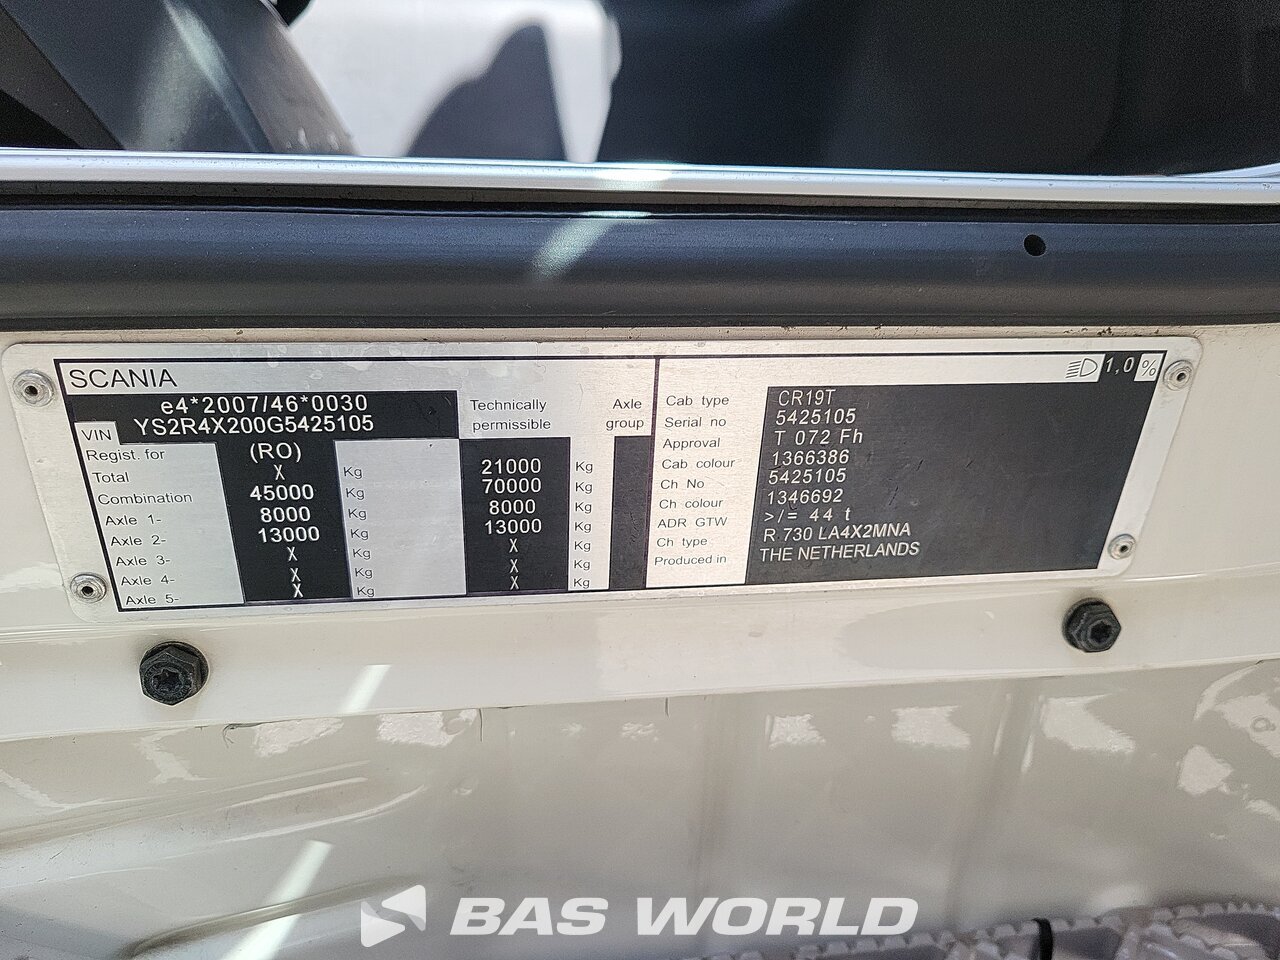 SCANIA
e4*2007/46*0030
VIN YS2R4X200G5425105
Technically permissible
Axle group
Regist. for (RO)
Total X Kg 21000 Kg
Combination 45000 Kg 70000 Kg
Axle 1- 8000 Kg 8000 Kg
Axle 2- 13000 Kg 13000 Kg
Axle 3- X Kg X Kg
Axle 4- X Kg X Kg
Axle 5- X Kg X Kg
1,0 %
Cab type CR19T
Serial no 5425105
Approval T 072 Fh
Cab colour 1366386
Ch No 5425105
Ch colour 1346692
ADR GTW >/= 44 t
Ch type R 730 LA4X2MNA
Produced in THE NETHERLANDS
BAS WORLD